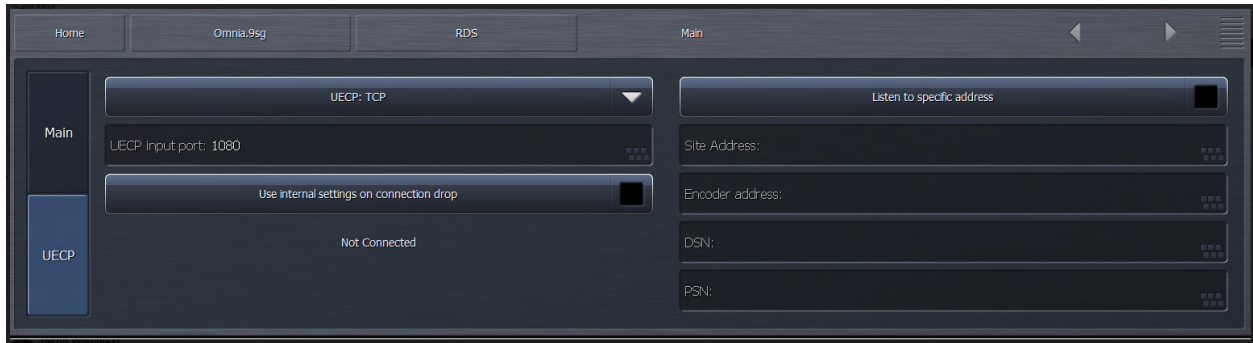 Home
Omnia.9sg
RDS
Main
Main
UECP
UECP: TCP
UECP input port: 1080
Use internal settings on connection drop
Not Connected
Listen to specific address
Site Address:
Encoder address:
DSN:
PSN: